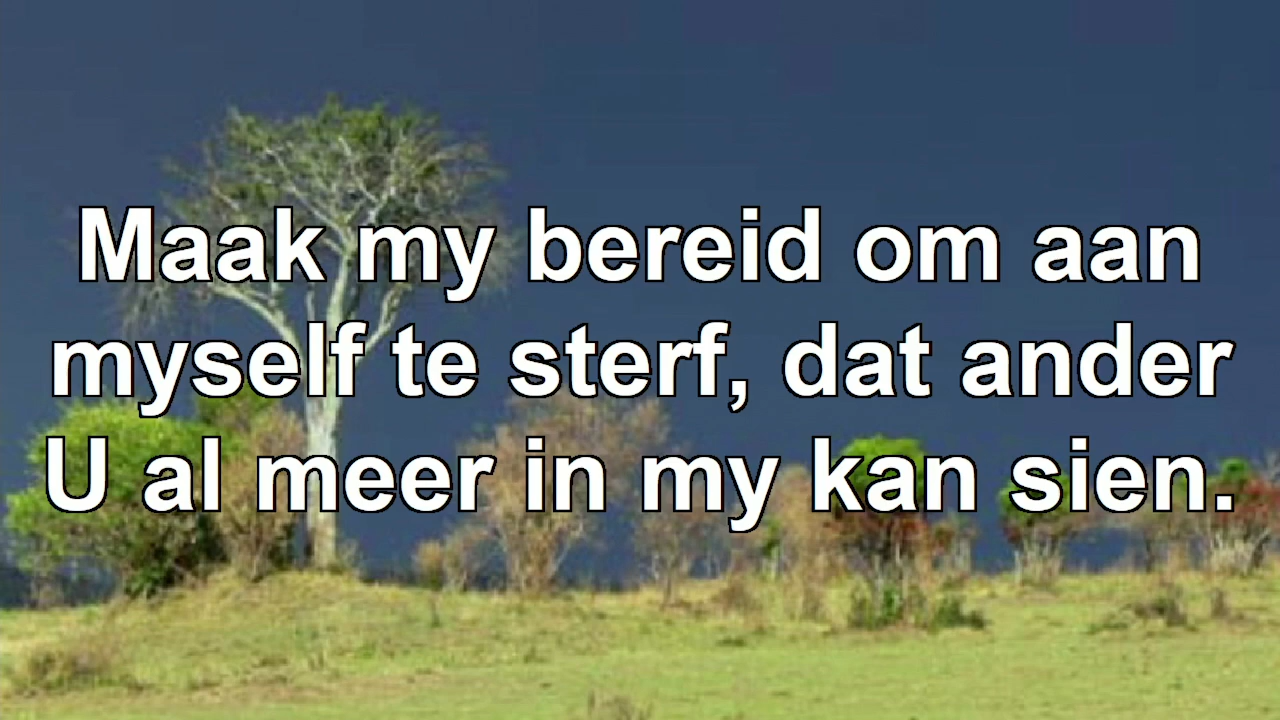 Maak my bereid om aan
myself te sterf, dat ander
U al meer in my kan sien.